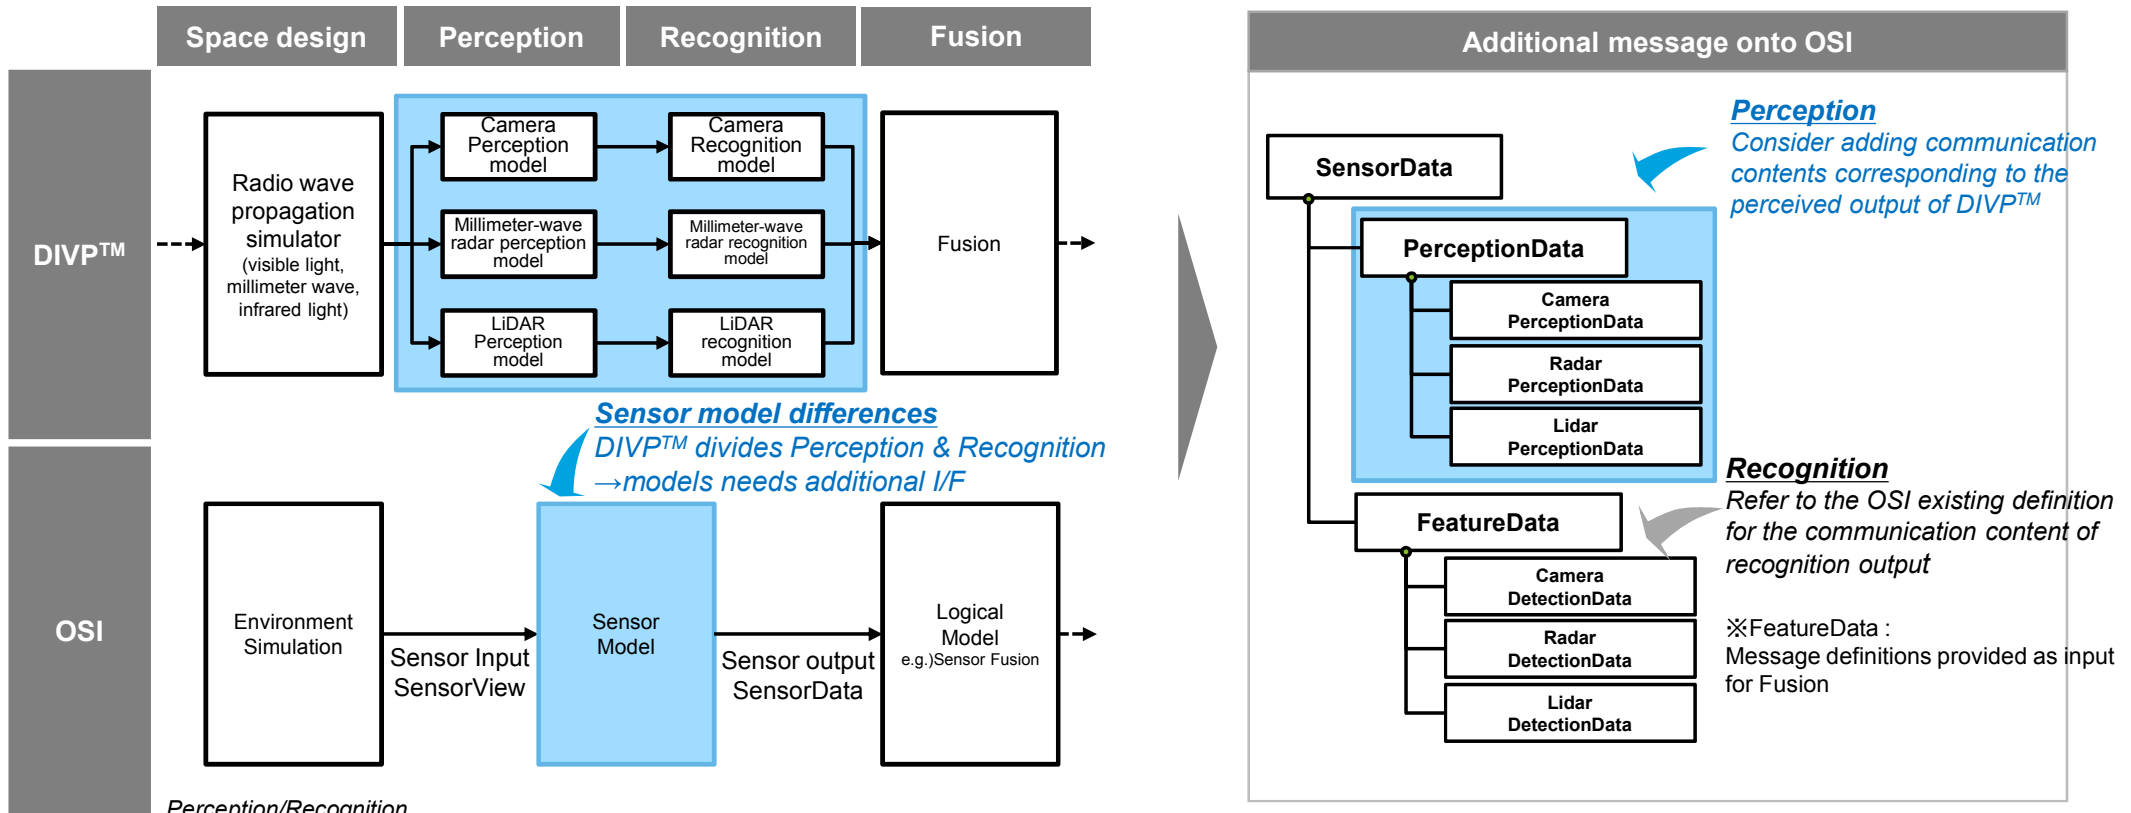 Space design
Perception
Recognition
Fusion
DIVP™
Radio wave
propagation
simulator
(visible light,
millimeter wave,
infrared light)
Camera
Perception
model
Camera
Recognition
model
Millimeter-wave
radar perception
model
Millimeter-wave
radar recognition
model
LiDAR
Perception
model
LiDAR
recognition
model
Fusion
Sensor model differences
DIVP™ divides Perception & Recognition
→models needs additional I/F
OSI
Environment
Simulation
Sensor Input
SensorView
Sensor
Model
Sensor output
SensorData
Logical
Model
e.g.)Sensor Fusion
Perception/Recognition
Additional message onto OSI
SensorData
Perception
Consider adding communication
contents corresponding to the
perceived output of DIVP™
PerceptionData
Camera
PerceptionData
Radar
PerceptionData
Lidar
PerceptionData
Recognition
Refer to the OSI existing definition
for the communication content of
recognition output
FeatureData
Camera
DetectionData
Radar
DetectionData
Lidar
DetectionData
※FeatureData :
Message definitions provided as input
for Fusion